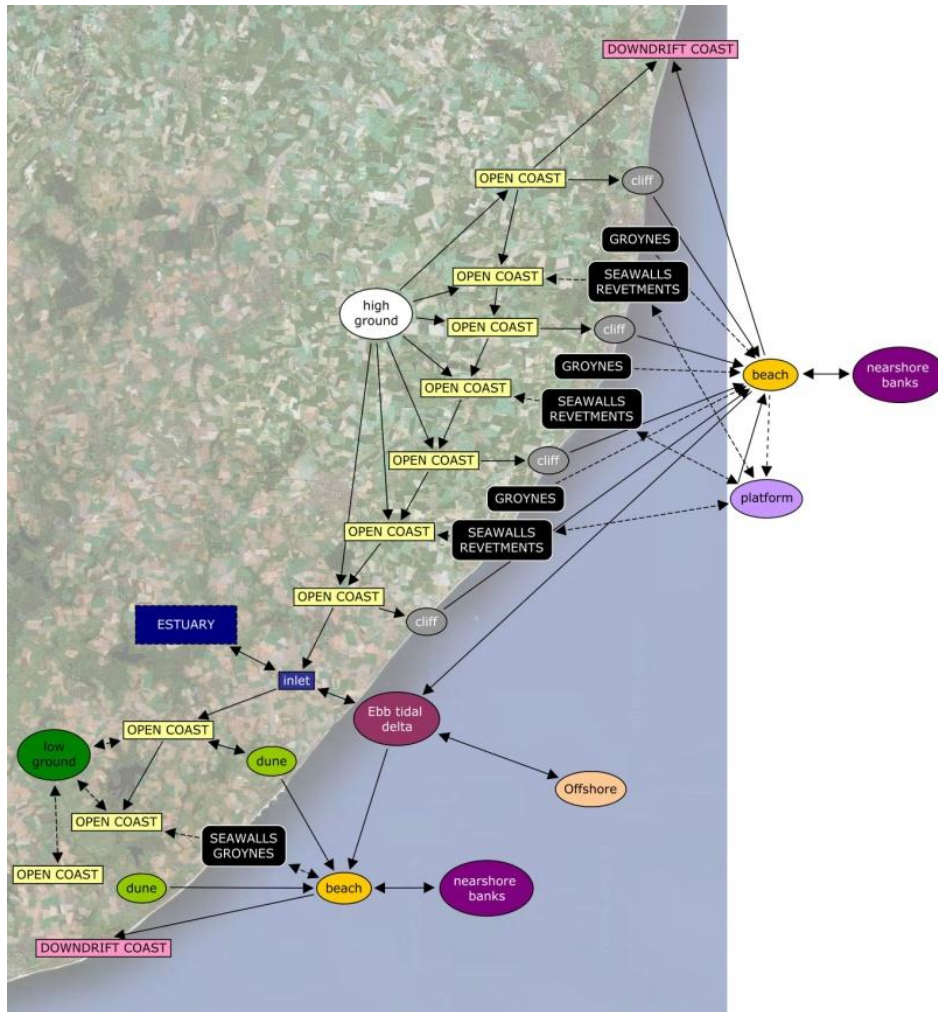 DOWNDRIFT COAST
OPEN COAST
cliff
GROYNES
OPEN COAST
SEAWALLS
REVETMENTS
high
ground
OPEN COAST
cliff
GROYNES
beach
nearshore
banks
OPEN COAST
SEAWALLS
REVETMENTS
OPEN COAST
cliff
GROYNES
platform
OPEN COAST
SEAWALLS
REVETMENTS
OPEN COAST
cliff
ESTUARY
inlet
Ebb tidal
delta
OPEN COAST
low
ground
dune
Offshore
OPEN COAST
SEAWALLS
GROYNES
OPEN COAST
dune
beach
nearshore
banks
DOWNDRIFT COAST